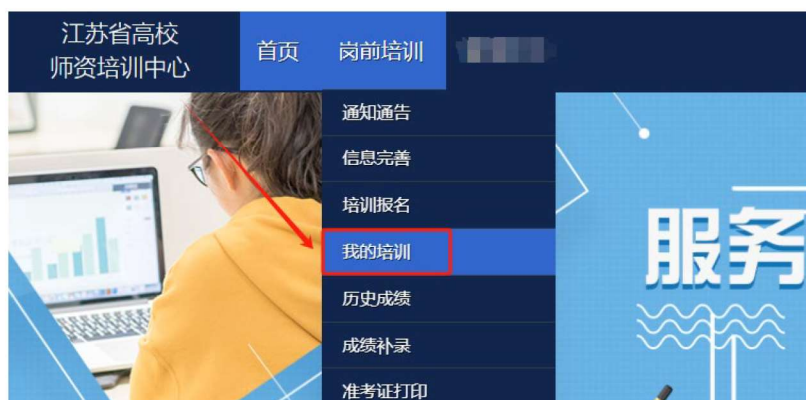 江苏省高校
师资培训中心
首页
岗前培训
通知通告
信息完善
培训报名
我的培训
历史成绩
成绩补录
准考证打印
服务